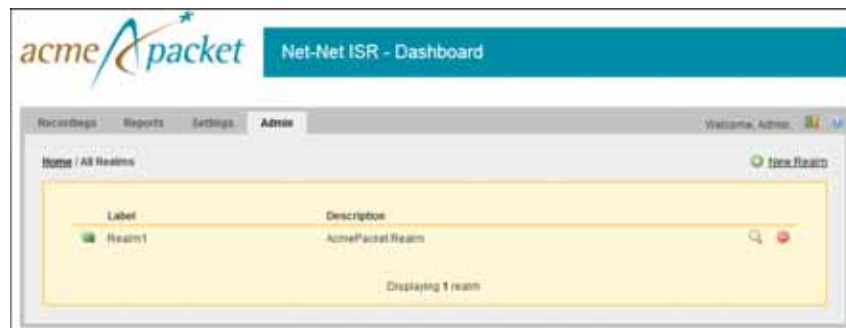 acme packet
Net-Net ISR - Dashboard
Recordings Reports Settings Admin Welcome, Admin.
Home / All Realms New Realm
Label Description
Realm1 AcmePacket Realm
Displaying 1 realm